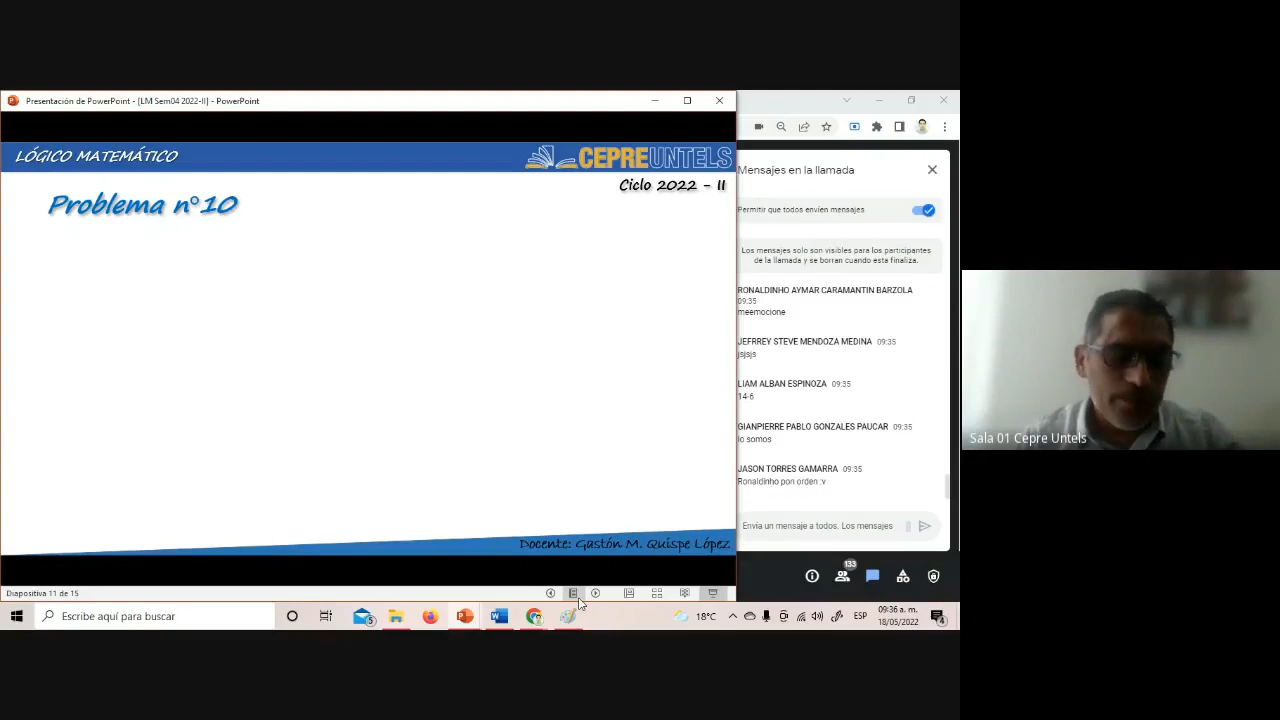 Presentación de PowerPoint - [LM Sem04 2022-II] - PowerPoint
LÓGICO MATEMÁTICO
CEPREUNTELS
Ciclo 2022 - II
Problema n°10
Docente: Gastón M. Quispe López
Diapositiva 11 de 15
Mensajes en la llamada
Permitir que todos envíen mensajes
Los mensajes solo son visibles para los participantes
de la llamada y se borran cuando esta finaliza.
RONALDINHO AYMAR CARAMANTIN BARZOLA
09:35
meemocione
JEFRREY STEVE MENDOZA MEDINA 09:35
jsjsjs
LIAM ALBAN ESPINOZA 09:35
14-6
GIANPIERRE PABLO GONZALES PAUCAR 09:35
lo somos
JASON TORRES GAMARRA 09:35
Ronaldinho pon orden :v
Envía un mensaje a todos. Los mensajes
133
Sala 01 Cepre Untels
Escribe aquí para buscar
5
18°C
ESP
09:36 a. m.
18/05/2022
4